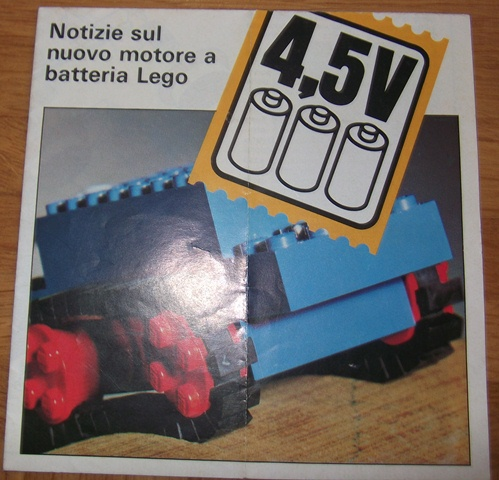 Notizie sul
nuovo motore a
batteria Lego
4,5V